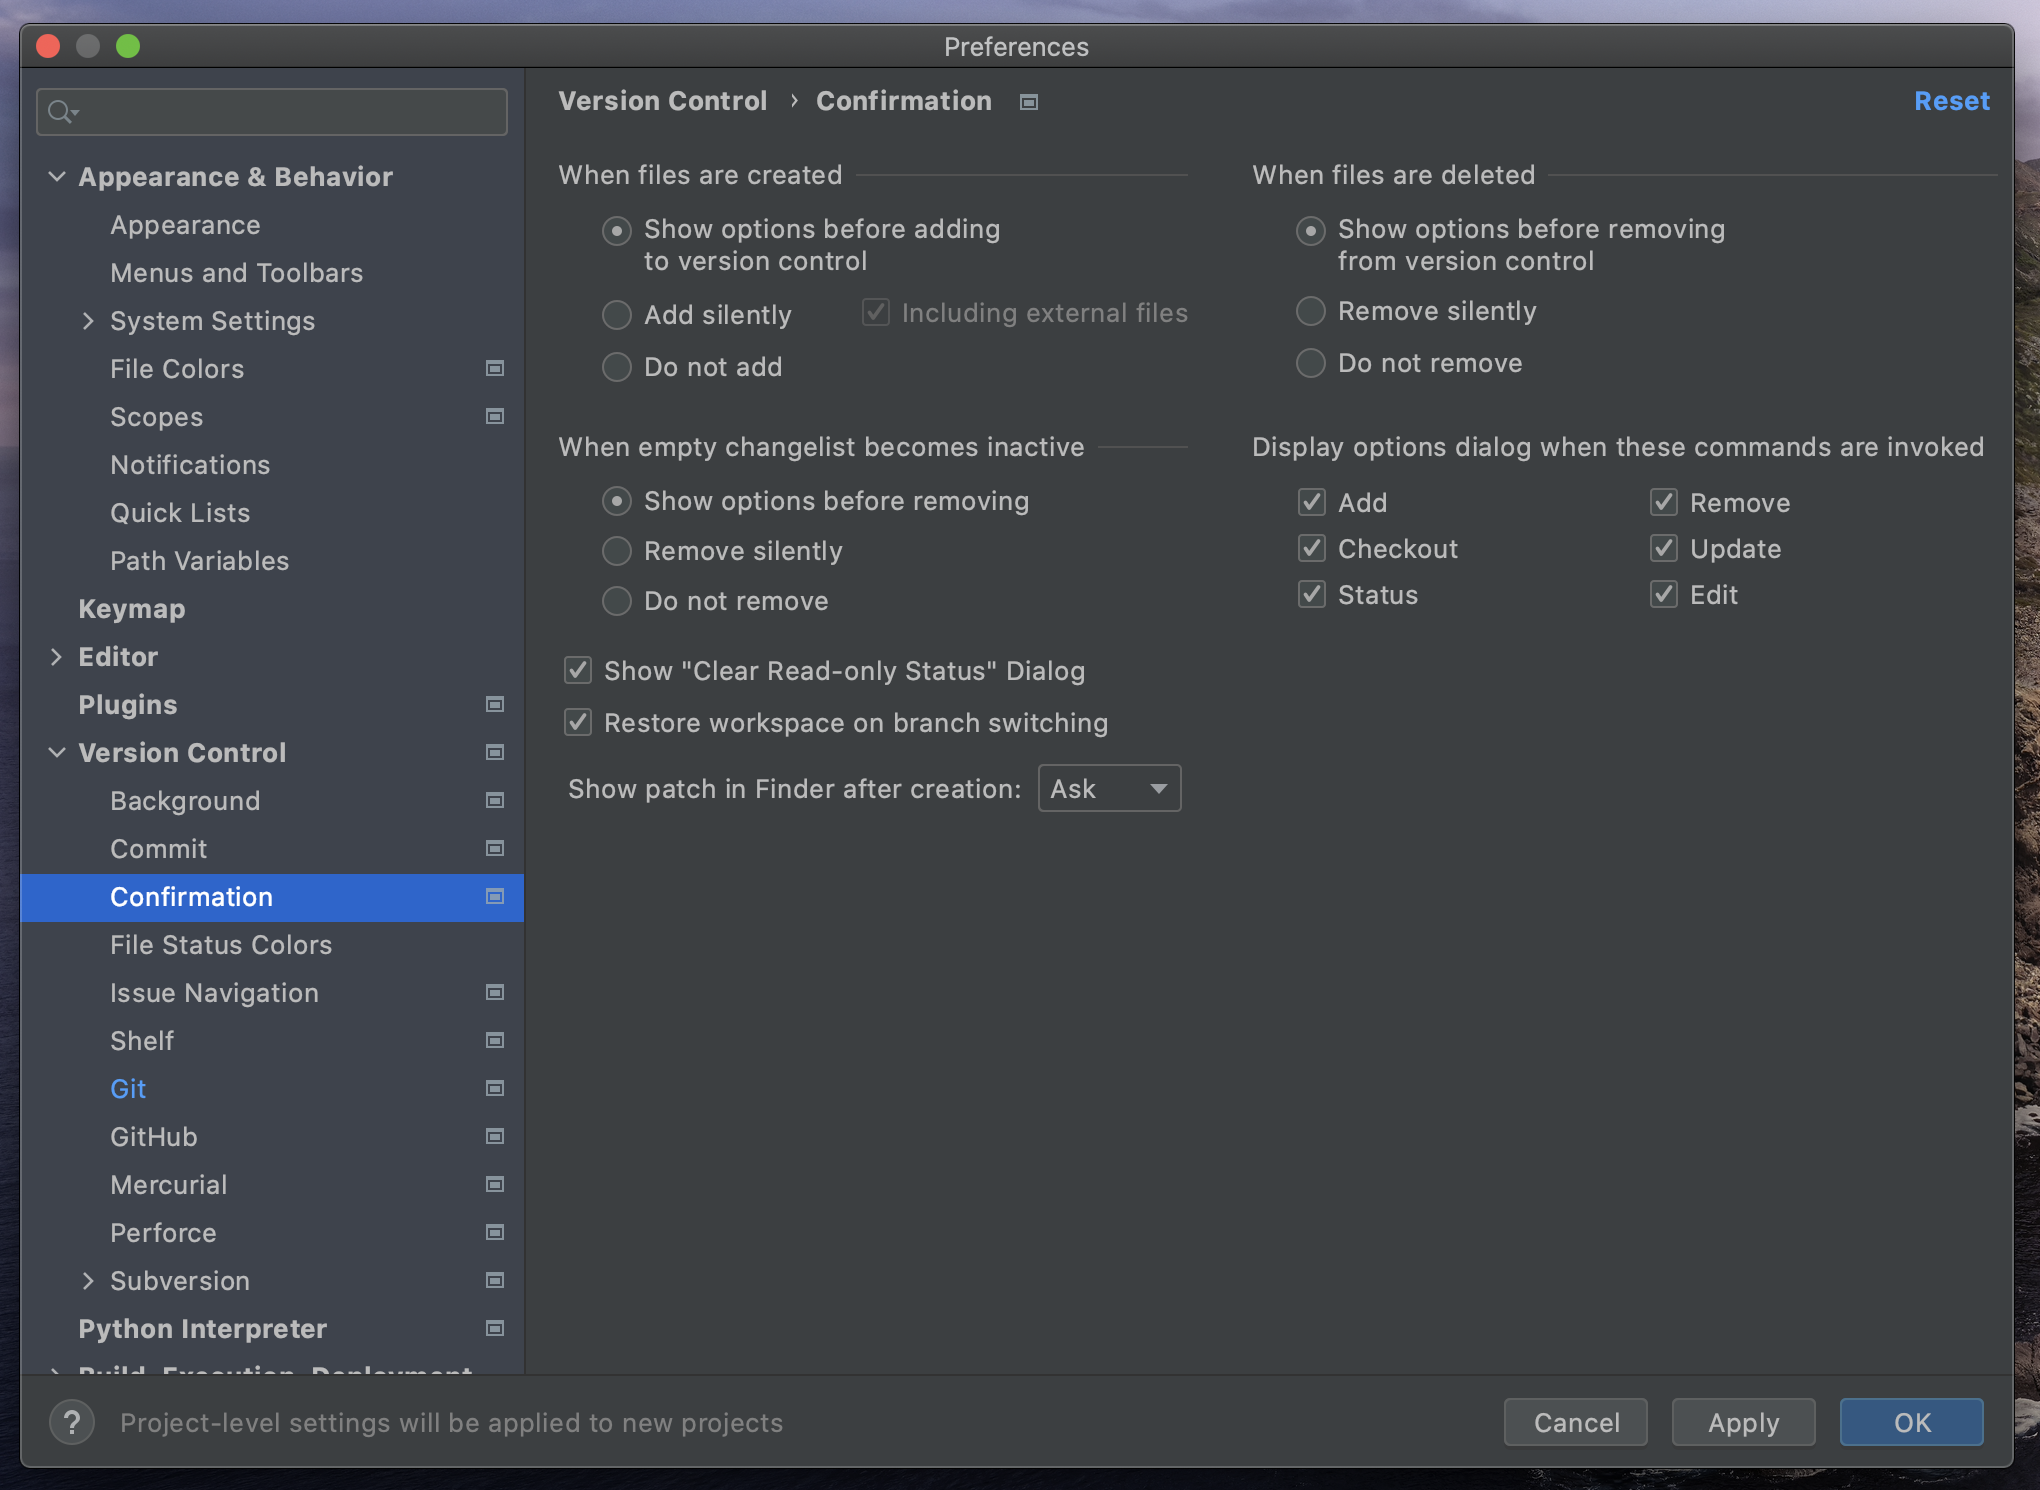 Preferences
Appearance & Behavior
Appearance
Menus and Toolbars
System Settings
File Colors
Scopes
Notifications
Quick Lists
Path Variables
Keymap
Editor
Plugins
Version Control
Background
Commit
Confirmation
File Status Colors
Issue Navigation
Shelf
Git
GitHub
Mercurial
Perforce
Subversion
Python Interpreter
Build, Execution, Deployment
Version Control › Confirmation
Reset
When files are created
Show options before adding
to version control
Add silently
Including external files
Do not add
When files are deleted
Show options before removing
from version control
Remove silently
Do not remove
When empty changelist becomes inactive
Show options before removing
Remove silently
Do not remove
Display options dialog when these commands are invoked
Add
Remove
Checkout
Update
Status
Edit
Show "Clear Read-only Status" Dialog
Restore workspace on branch switching
Show patch in Finder after creation: Ask
? Project-level settings will be applied to new projects
Cancel
Apply
OK